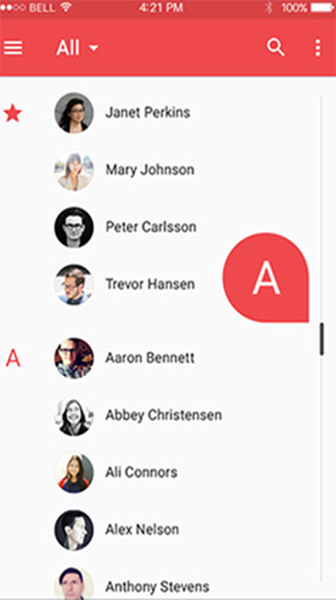 BELL 4:21 PM 100%
All
Janet Perkins
Mary Johnson
Peter Carlsson
Trevor Hansen
A
A Aaron Bennett
Abbey Christensen
Ali Connors
Alex Nelson
Anthony Stevens